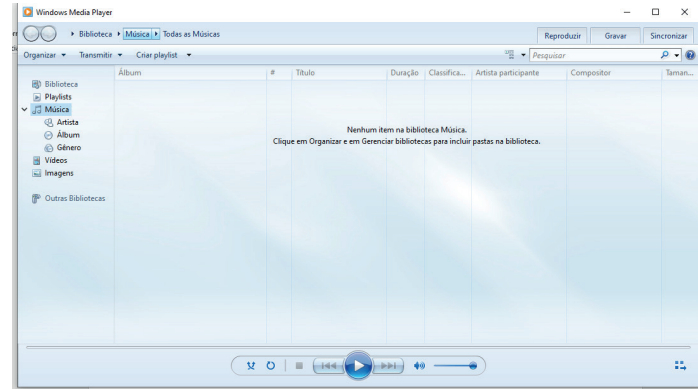 Windows Media Player
Biblioteca Música Todas as Músicas
Reproduzir Gravar Sincronizar
Organizar Transmitir Criar playlist
Pesquisar
Álbum # Título Duração Classifica... Artista participante Compositor Taman...
Biblioteca
Playlists
Música
Artista
Álbum
Gênero
Vídeos
Imagens
Outras Bibliotecas
Nenhum item na biblioteca Música.
Clique em Organizar e em Gerenciar bibliotecas para incluir pastas na biblioteca.